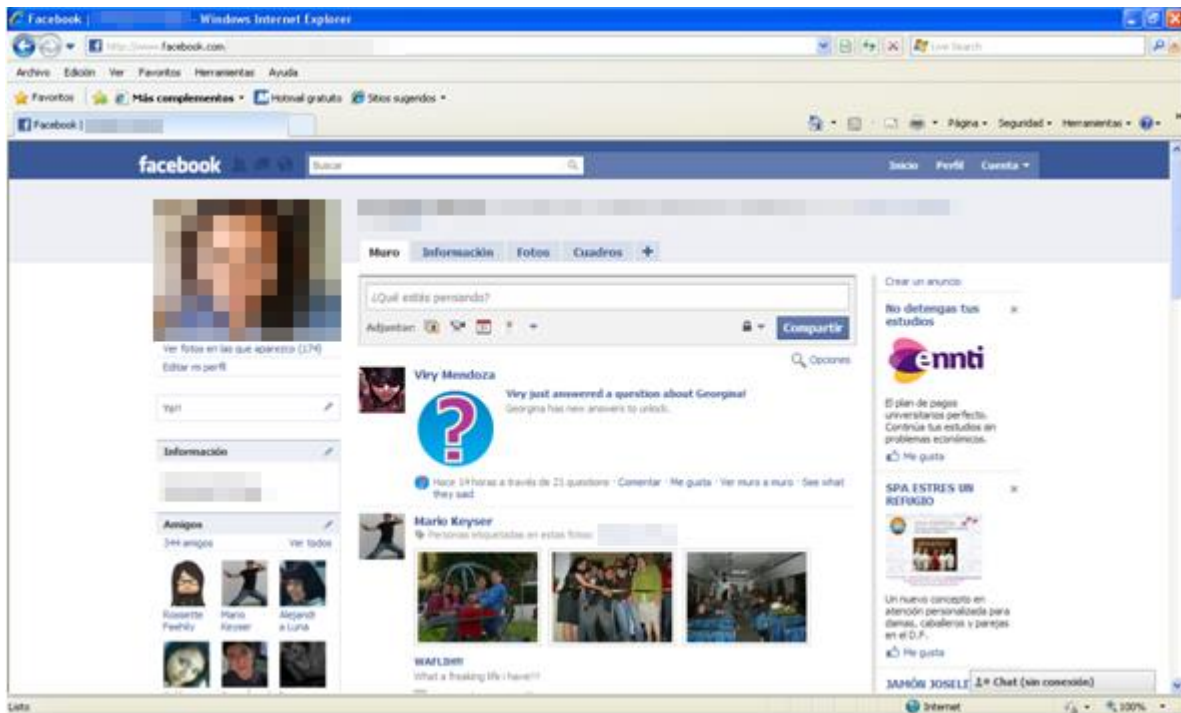 Facebook |
- Windows Internet Explorer
http://www.facebook.com
Live Search
Archivo Edición Ver Favoritos Herramientas Ayuda
Favoritos
Más complementos
Hotmail gratuito
Sitios sugeridos
Facebook |
Página
Seguridad
Herramientas
facebook
Buscar
Inicio Perfil Cuenta
Muro Información Fotos Cuadros +
¿Qué estás pensando?
Adjuntar:
31
Compartir
Opciones
Ver fotos en las que aparezco (174)
Editar mi perfil
Información
Amigos
344 amigos
Ver todos
Rossette
Feehily
Mario
Keyser
Alejandr
a Luna
Viry Mendoza
?
Viry just answered a question about Georgina!
Georgina has new answers to unlock.
Hace 14 horas a través de 21 questions · Comentar · Me gusta · Ver muro a muro · See what
they said
Mario Keyser
Personas etiquetadas en estas fotos:
WAFLIH!!!
What a freaking life i have!!!
Crear un anuncio
No detengas tus
estudios
ennti
El plan de pagos
universitarios perfecto.
Continúa tus estudios sin
problemas económicos.
Me gusta
SPA ESTRES UN
REFUGIO
Un nuevo concepto en
atención personalizada para
damas, caballeros y parejas
en el D.F.
Me gusta
JAMÓN JOSELI
Chat (sin conexión)
Listo
Internet
100%